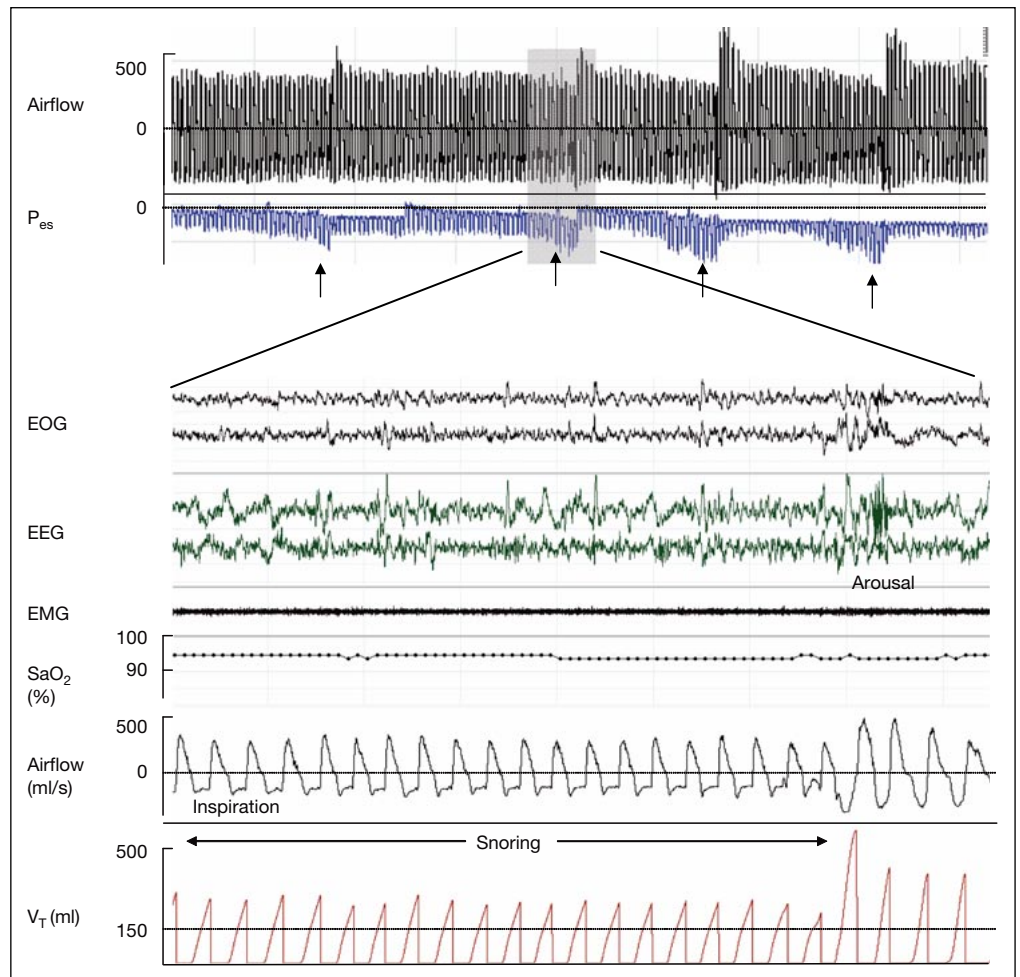 500
Airflow
0
0
Pes
EOG
EEG
Arousal
EMG
100
90
SaO2
(%)
500
Airflow
(ml/s)
0
Inspiration
Snoring
500
VT (ml)
150